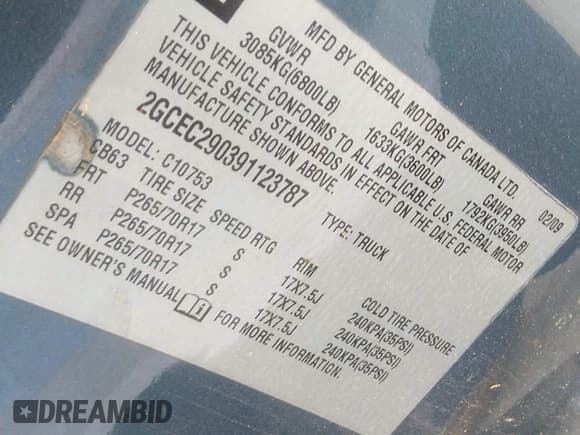 MFD BY GENERAL MOTORS OF CANADA LTD.
02/09
GVWR GAWR FRT GAWR RR
3085KG(6800LB) 1633KG(3600LB) 1792KG(3950LB)
THIS VEHICLE CONFORMS TO ALL APPLICABLE U.S. FEDERAL MOTOR
VEHICLE SAFETY STANDARDS IN EFFECT ON THE DATE OF
MANUFACTURE SHOWN ABOVE.
2GCEC290391123787 TYPE: TRUCK
MODEL: C10753
CB63 TIRE SIZE SPEED RTG RIM COLD TIRE PRESSURE
FRT P265/70R17 S 17X7.5J 240KPA(35PSI)
RR P265/70R17 S 17X7.5J 240KPA(35PSI)
SPA P265/70R17 S 17X7.5J 240KPA(35PSI)
SEE OWNER'S MANUAL FOR MORE INFORMATION.
DREAMBID